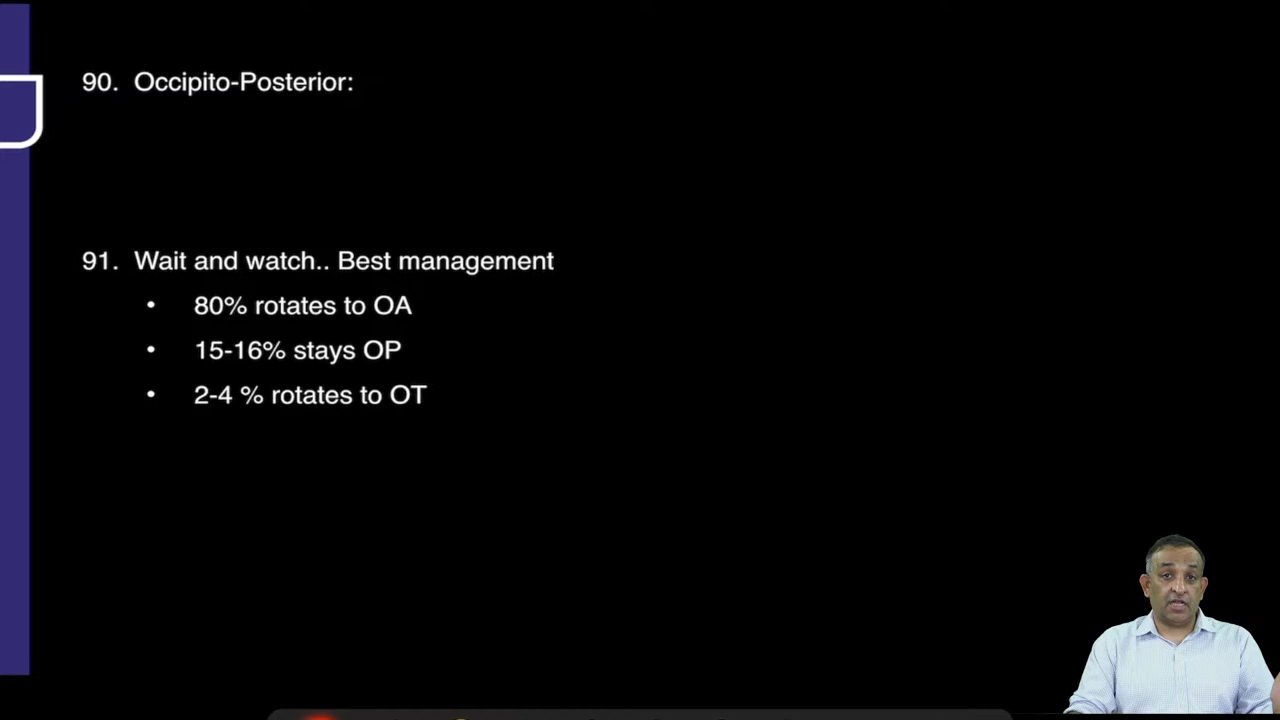 90. Occipito-Posterior:
91. Wait and watch.. Best management
• 80% rotates to OA
• 15-16% stays OP
• 2-4 % rotates to OT